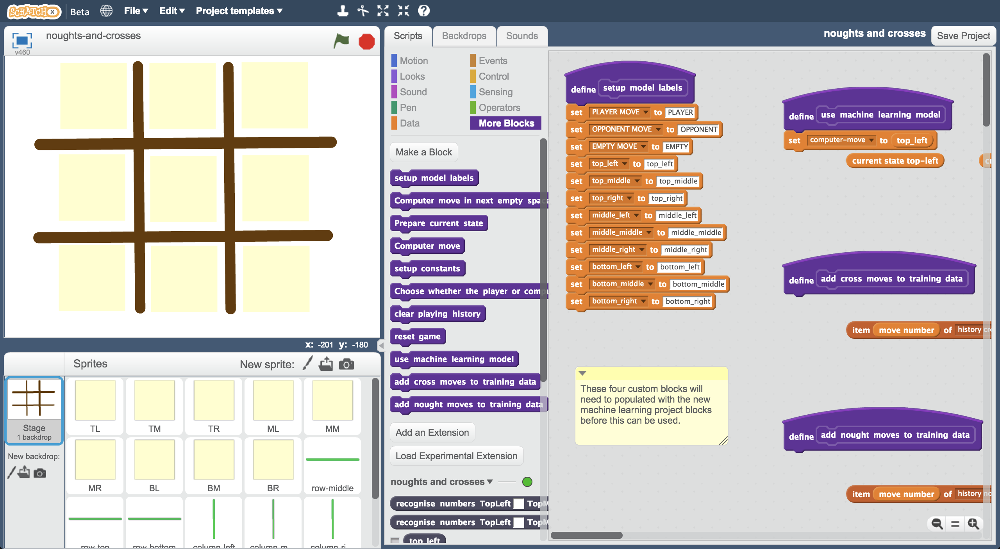 SCRATCHX
Beta
File
Edit
Project templates
noughts-and-crosses
v460
Scripts
Backdrops
Sounds
noughts and crosses
Save Project
Motion
Looks
Sound
Pen
Data
Events
Control
Sensing
Operators
More Blocks
Make a Block
setup model labels
Computer move in next empty space
Prepare current state
Computer move
setup constants
Choose whether the player or compu
clear playing history
reset game
use machine learning model
add cross moves to training data
add nought moves to training data
Add an Extension
Load Experimental Extension
noughts and crosses
recognise numbers TopLeft TopM
recognise numbers TopLeft TopM
top_left
define setup model labels
set PLAYER MOVE to PLAYER
set OPPONENT MOVE to OPPONENT
set EMPTY MOVE to EMPTY
set top_left to top_left
set top_middle to top_middle
set top_right to top_right
set middle_left to middle_left
set middle_middle to middle_middle
set middle_right to middle_right
set bottom_left to bottom_left
set bottom_middle to bottom_middle
set bottom_right to bottom_right
These four custom blocks will
need to populated with the new
machine learning project blocks
before this can be used.
define use machine learning model
set computer-move to top_left
current state top-left
define add cross moves to training data
item move number of history cro
define add nought moves to training data
item move number of history no
x: -201 y: -180
Sprites
New sprite:
Stage
1 backdrop
New backdrop:
TL
TM
TR
ML
MM
MR
BL
BM
BR
row-middle
row-top
row-bottom
column-left
column-m
column-ri